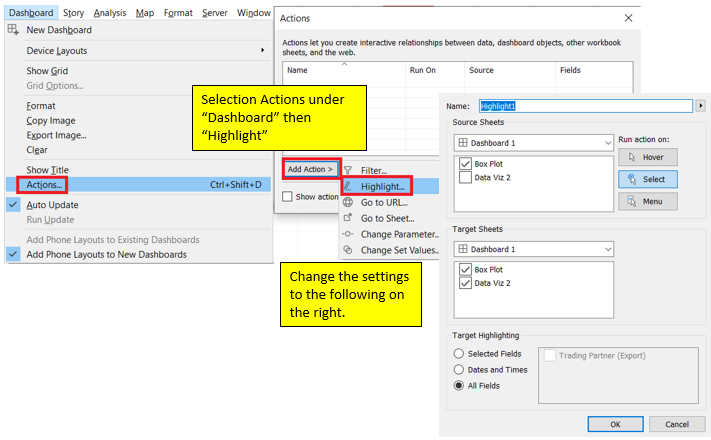 Dashboard Story Analysis Map Format Server Window
New Dashboard
Device Layouts
Show Grid
Grid Options...
Format
Copy Image
Export Image...
Clear
Show Title
Actions... Ctrl+Shift+D
Auto Update
Run Update
Add Phone Layouts to Existing Dashboards
Add Phone Layouts to New Dashboards
Actions
Actions let you create interactive relationships between data, dashboard objects, other workbook
sheets, and the web.
Name Run On Source Fields
Selection Actions under
“Dashboard” then
“Highlight”
Add Action >
Show action
Filter...
Highlight...
Go to URL...
Go to Sheet...
Change Parameter..
Change Set Values..
Change the settings
to the following on
the right.
Name: Highlight1
Source Sheets
Dashboard 1
Box Plot
Data Viz 2
Run action on:
Hover
Select
Menu
Target Sheets
Dashboard 1
Box Plot
Data Viz 2
Target Highlighting
Selected Fields
Dates and Times
All Fields
Trading Partner (Export)
OK Cancel